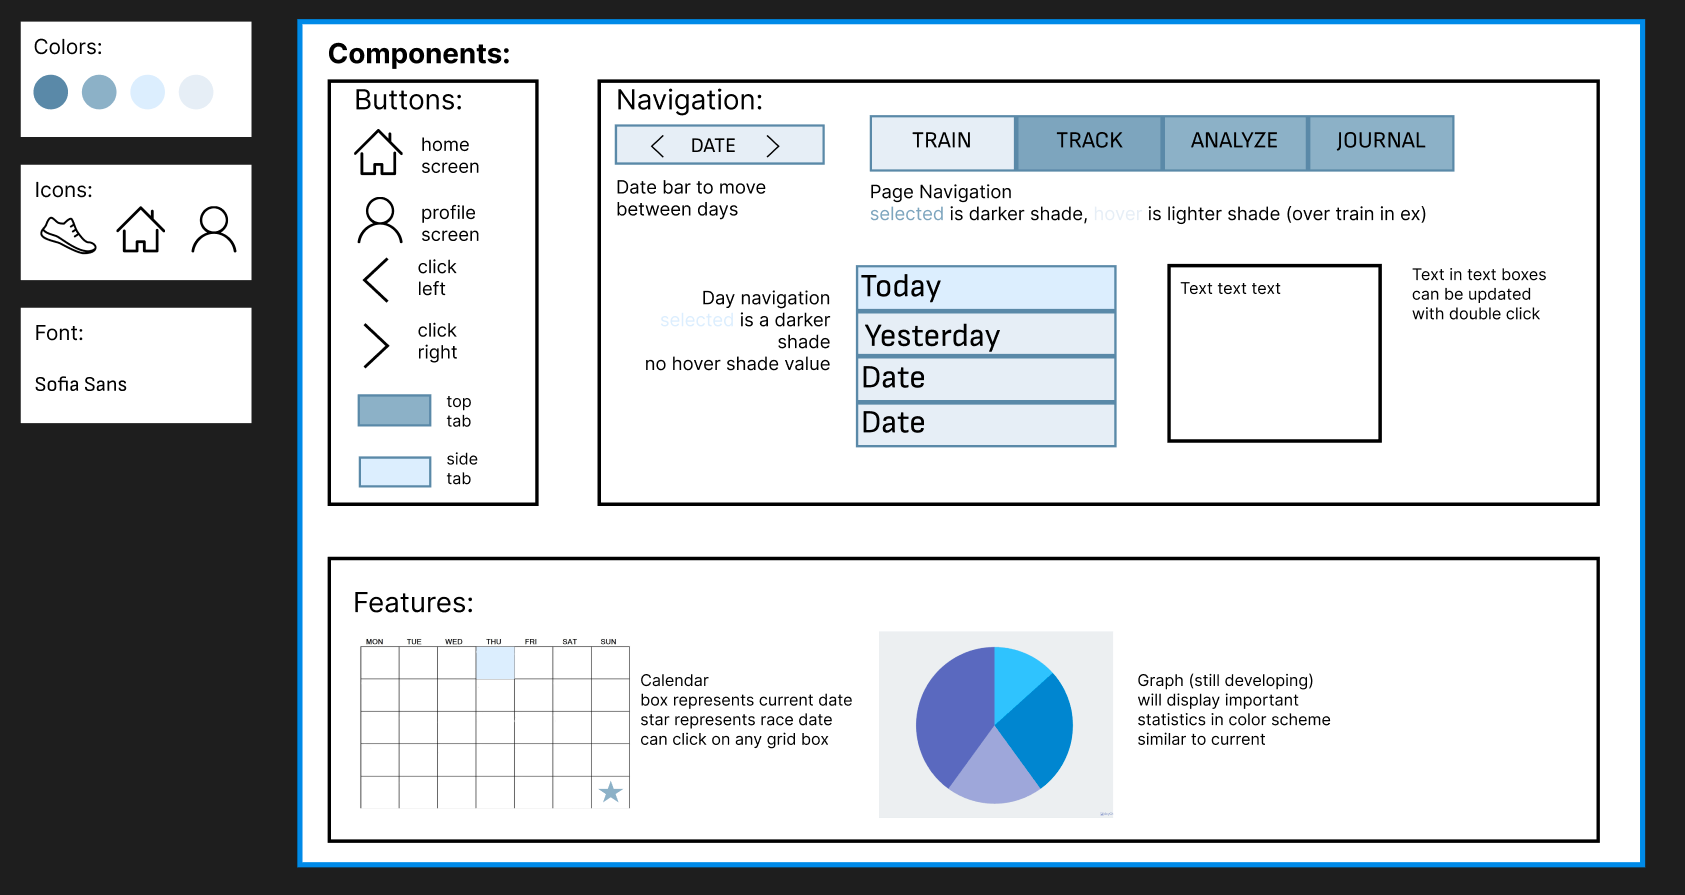 Colors:
Icons:
Font:
Sofia Sans
Components:
Buttons:
home
screen
profile
screen
click
left
click
right
top
tab
side
tab
Navigation:
DATE
Date bar to move
between days
TRAIN TRACK ANALYZE JOURNAL
Page Navigation
selected is darker shade, hover is lighter shade (over train in ex)
Day navigation
selected is a darker
shade
no hover shade value
Today
Yesterday
Date
Date
Text text text
Text in text boxes
can be updated
with double click
Features:
MON TUE WED THU FRI SAT SUN
Calendar
box represents current date
star represents race date
can click on any grid box
Graph (still developing)
will display important
statistics in color scheme
similar to current